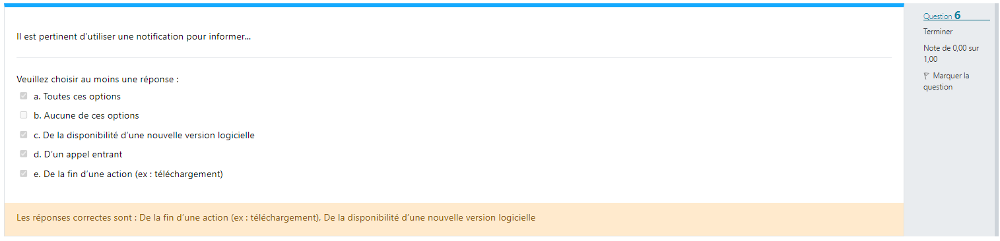 Il est pertinent d'utiliser une notification pour informer...
Veuillez choisir au moins une réponse :
a. Toutes ces options
b. Aucune de ces options
c. De la disponibilité d'une nouvelle version logicielle
d. D'un appel entrant
e. De la fin d'une action (ex : téléchargement)
Les réponses correctes sont : De la fin d'une action (ex : téléchargement), De la disponibilité d'une nouvelle version logicielle
Question 6
Terminer
Note de 0,00 sur
1,00
Marquer la
question